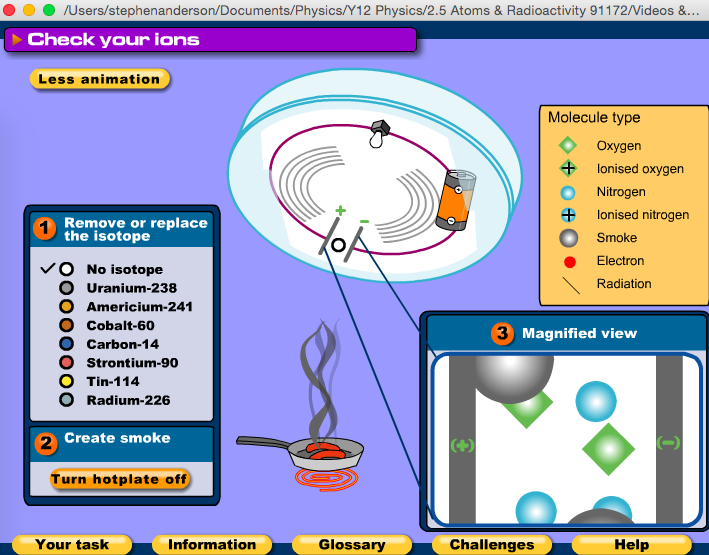 /Users/stephenanderson/Documents/Physics/Y12 Physics/2.5 Atoms & Radioactivity 91172/Videos &...
Check your ions
Less animation
Molecule type
Oxygen
Ionised oxygen
Nitrogen
Ionised nitrogen
Smoke
Electron
Radiation
1 Remove or replace
the isotope
No isotope
Uranium-238
Americium-241
Cobalt-60
Carbon-14
Strontium-90
Tin-114
Radium-226
2 Create smoke
Turn hotplate off
+
-
3 Magnified view
(+)
(-)
Your task
Information
Glossary
Challenges
Help